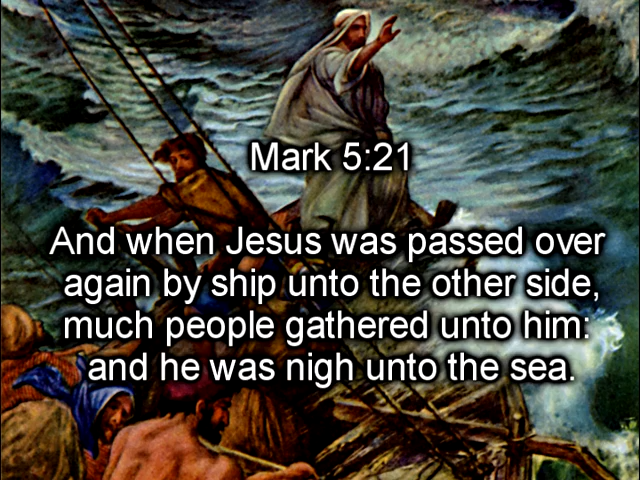 Mark 5:21
And when Jesus was passed over
again by ship unto the other side,
much people gathered unto him:
and he was nigh unto the sea.